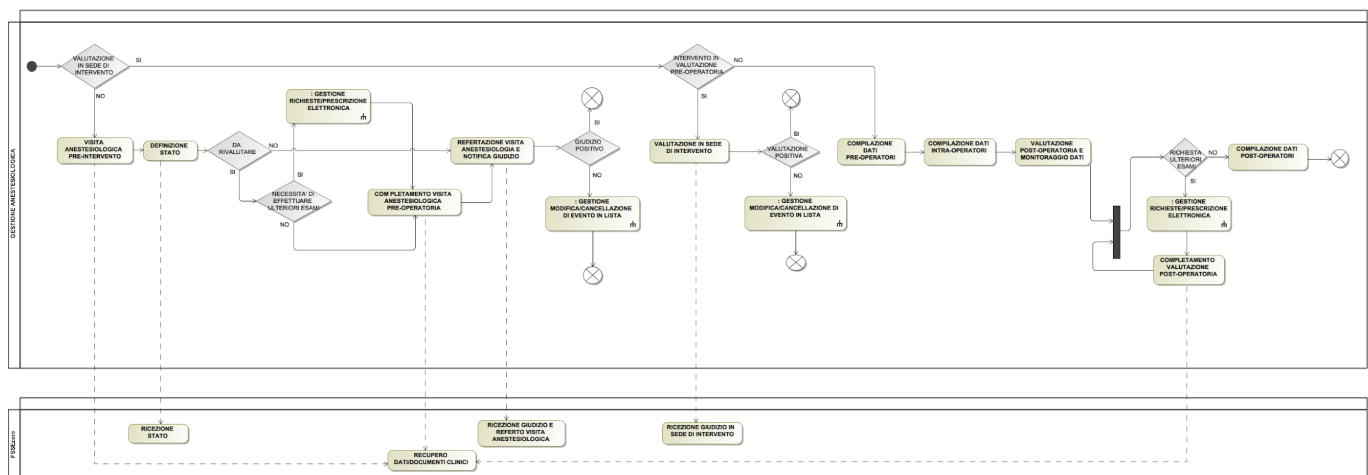 GESTIONE ANESTESIOLOGICA
VALUTAZIONE
IN SEDE DI
INTERVENTO
SI
NO
VISITA
ANESTESIOLOGICA
PRE-INTERVENTO
DEFINIZIONE
STATO
DA
RIVALUTARE
NO
SI
NECESSITA' DI
EFFETTUARE
ULTERIORI ESAMI
SI
NO
: GESTIONE
RICHIESTE/PRESCRIZIONE
ELETTRONICA
COM PLETAMENTO VISITA
ANESTESIOLOGICA
PRE-OPERATORIA
REFERTAZIONE VISITA
ANESTESIOLOGIA E
NOTIFICA GIUDIZIO
GIUDIZIO
POSITIVO
SI
NO
: GESTIONE
MODIFICA/CANCELLAZIONE
DI EVENTO IN LISTA
INTERVENTO IN
VALUTAZIONE
PRE-OPERATORIA
NO
SI
VALUTAZIONE IN SEDE
DI INTERVENTO
VALUTAZIONE
POSITIVA
SI
NO
: GESTIONE
MODIFICA/CANCELLAZIONE DI
EVENTO IN LISTA
COMPILAZIONE
DATI
PRE-OPERATORI
COMPILAZIONE DATI
INTRA-OPERATORI
VALUTAZIONE
POST-OPERATORIA E
MONITORAGGIO DATI
RICHIESTA
ULTERIORI
ESAMI
NO
SI
COMPILAZIONE DATI
POST-OPERATORI
: GESTIONE
RICHIESTE/PRESCRIZIONE
ELETTRONICA
COMPLETAMENTO
VALUTAZIONE
POST-OPERATORIA
FSSEzero
RICEZIONE
STATO
RECUPERO
DATI/DOCUMENTI CLINICI
RICEZIONE GIUDIZIO E
REFERTO VISITA
ANESTESIOLOGICA
RICEZIONE GIUDIZIO IN
SEDE DI INTERVENTO